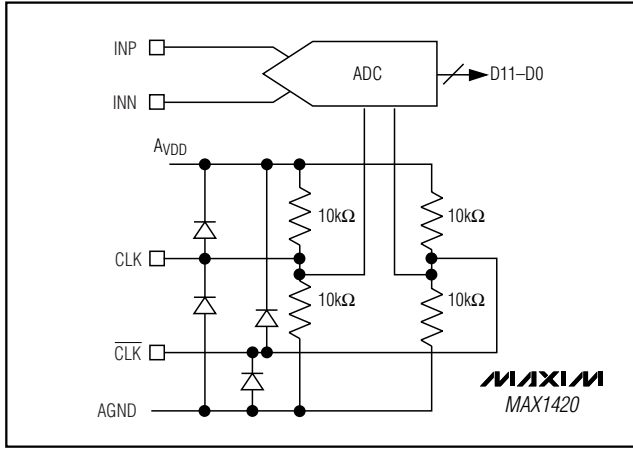 INP
ADC
D11–D0
INN
AVDD
10kΩ
10kΩ
CLK
10kΩ
10kΩ
CLK
AGND
MAXIM
MAX1420